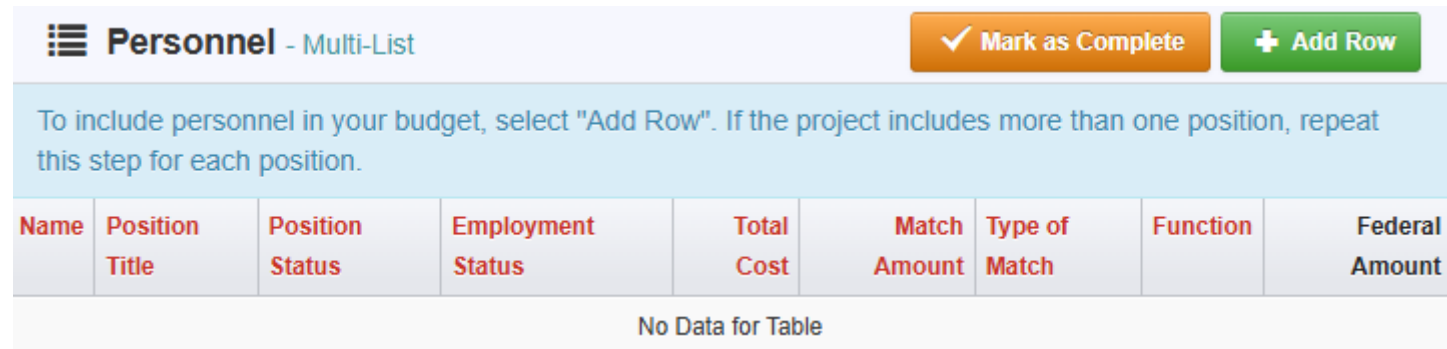 Personnel - Multi-List
Mark as Complete
Add Row
To include personnel in your budget, select "Add Row". If the project includes more than one position, repeat
this step for each position.
Name Position Title Position Status Employment Status Total Cost Match Amount Type of Match Function Federal Amount
No Data for Table